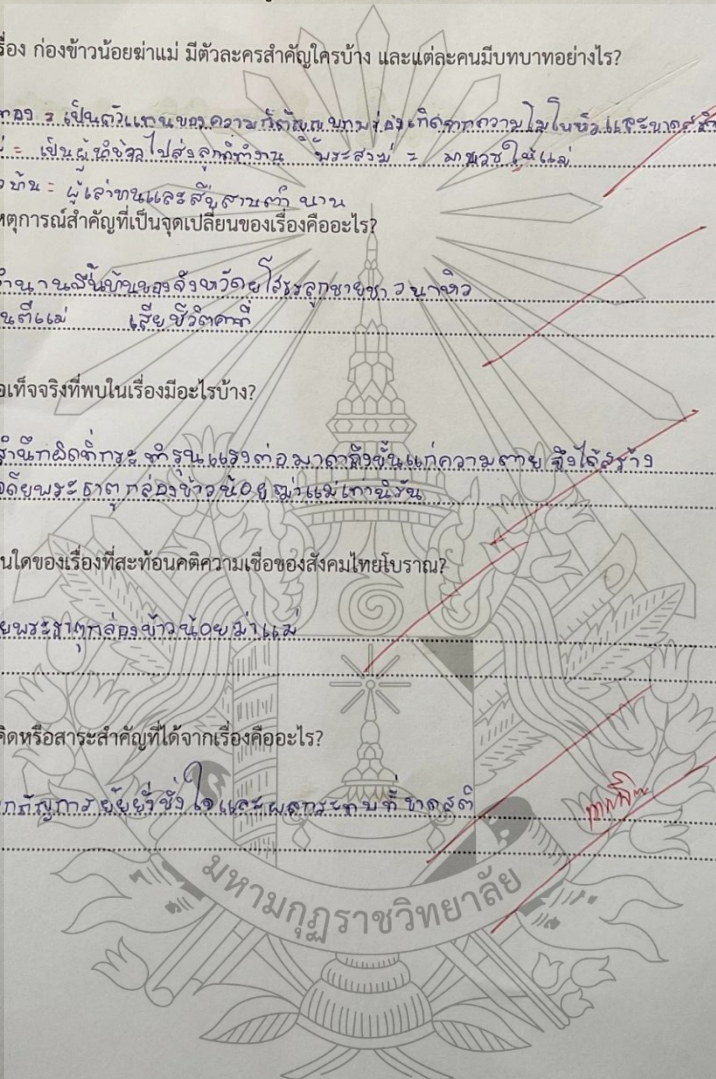 รื่อง ก่องข้าวน้อยฆ่าแม่ มีตัวละครสำคัญใครบ้าง และแต่ละคนมีบทบาทอย่างไร?
ทอง = เป็นตัวแทนของความกตัญญู เกิดจากความโมโหหิวและขาดสติ
= เป็นผู้นำข้าวไปส่งลูกที่ทำงาน พระสงฆ์ = มาบวชให้แม่
บ้าน = ผู้เล่าขานและสืบสานตำนาน
หตุการณ์สำคัญที่เป็นจุดเปลี่ยนของเรื่องคืออะไร?
ตำนานพื้นบ้านของจังหวัดยโสธรลูกชายชาวนาหิว
นตีแม่ เสียชีวิตคาที่
อเท็จจริงที่พบในเรื่องมีอะไรบ้าง?
สำนึกผิดที่กระทำรุนแรงต่อมารดาถึงขั้นแก่ความตาย จึงได้สร้าง
ดีย์พระธาตุกล่องข้าวน้อยฆ่าแม่เท่านั้น
นใดของเรื่องที่สะท้อนคติความเชื่อของสังคมไทยโบราณ?
ยพระธาตุกล่องข้าวน้อยฆ่าแม่
คิดหรือสาระสำคัญที่ได้จากเรื่องคืออะไร?
กตัญญูการยับยั้งชั่งใจและผลกระทบที่ขาดสติ
มหามกุฏราชวิทยาลัย